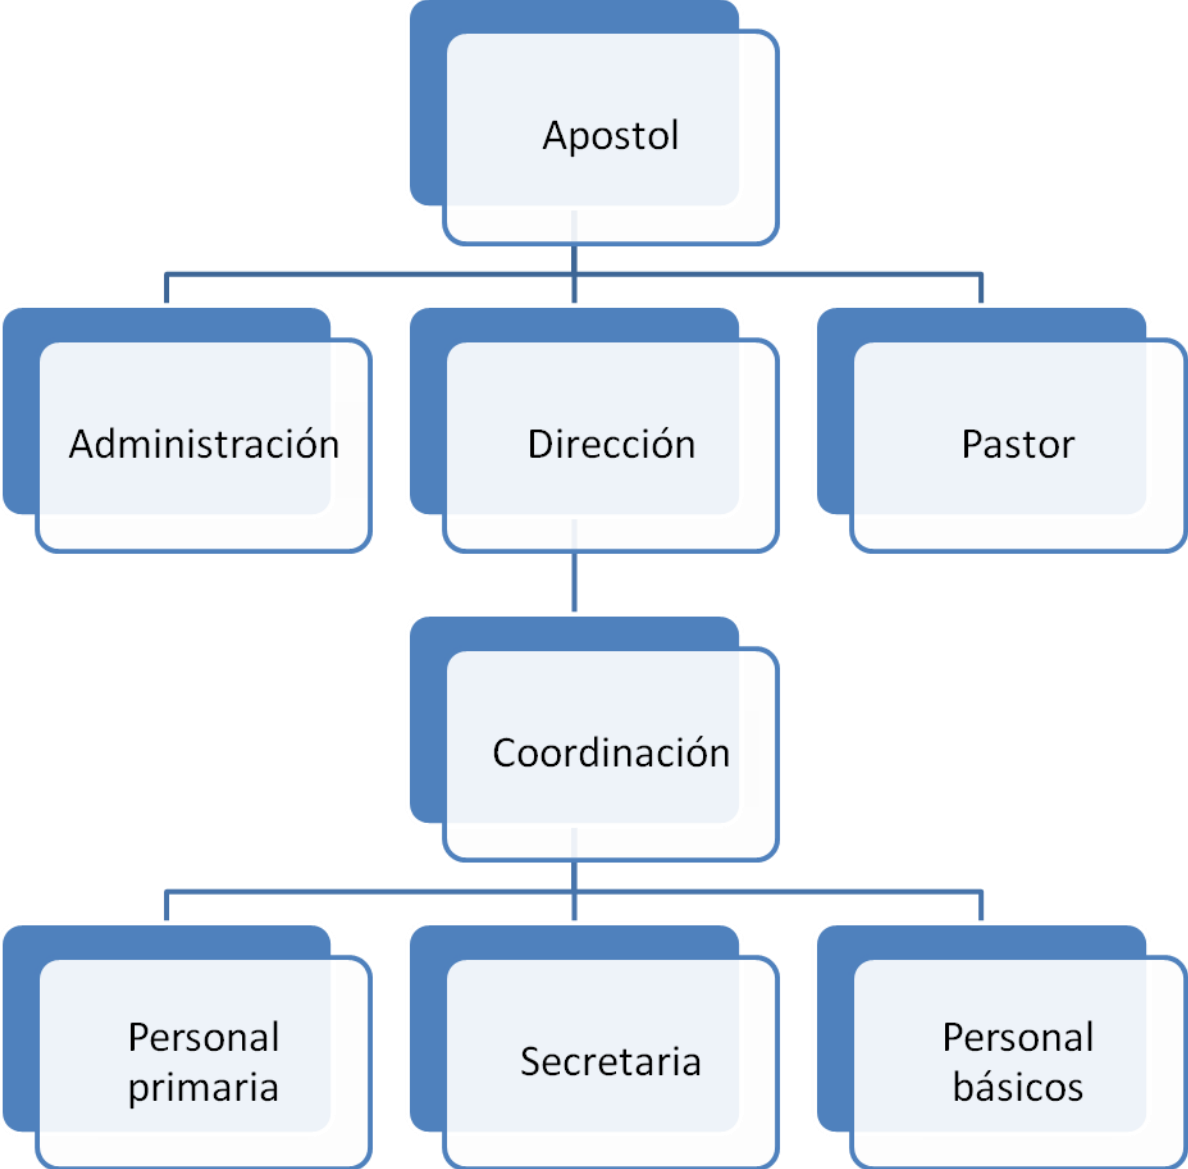 Apostol
Administración
Dirección
Pastor
Coordinación
Personal
primaria
Secretaria
Personal
básicos